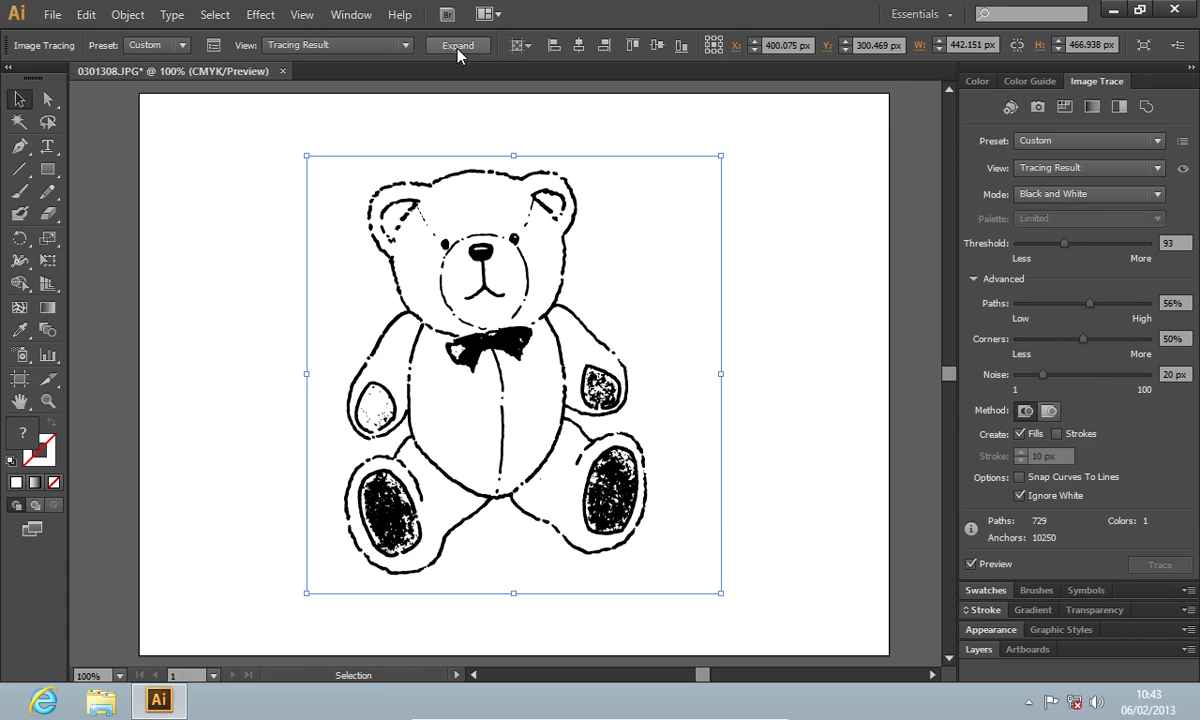 Ai File Edit Object Type Select Effect View Window Help Br Essentials
Image Tracing Preset: Custom View: Tracing Result Expand X: 400.075 px Y: 300.469 px W: 442.151 px H: 466.938 px
0301308.JPG* @ 100% (CMYK/Preview)
Color Color Guide Image Trace
Preset: Custom
View: Tracing Result
Mode: Black and White
Palette: Limited
Threshold: 93
Less More
Advanced
Paths: 56%
Low High
Corners: 50%
Less More
Noise: 20 px
1 100
Method:
Create: Fills Strokes
Stroke: 10 px
Options: Snap Curves To Lines
Ignore White
Paths: 729 Colors: 1
Anchors: 10250
Preview Trace
Swatches Brushes Symbols
Stroke Gradient Transparency
Appearance Graphic Styles
Layers Artboards
?
100% 1 Selection
Ai
10:43
06/02/2013